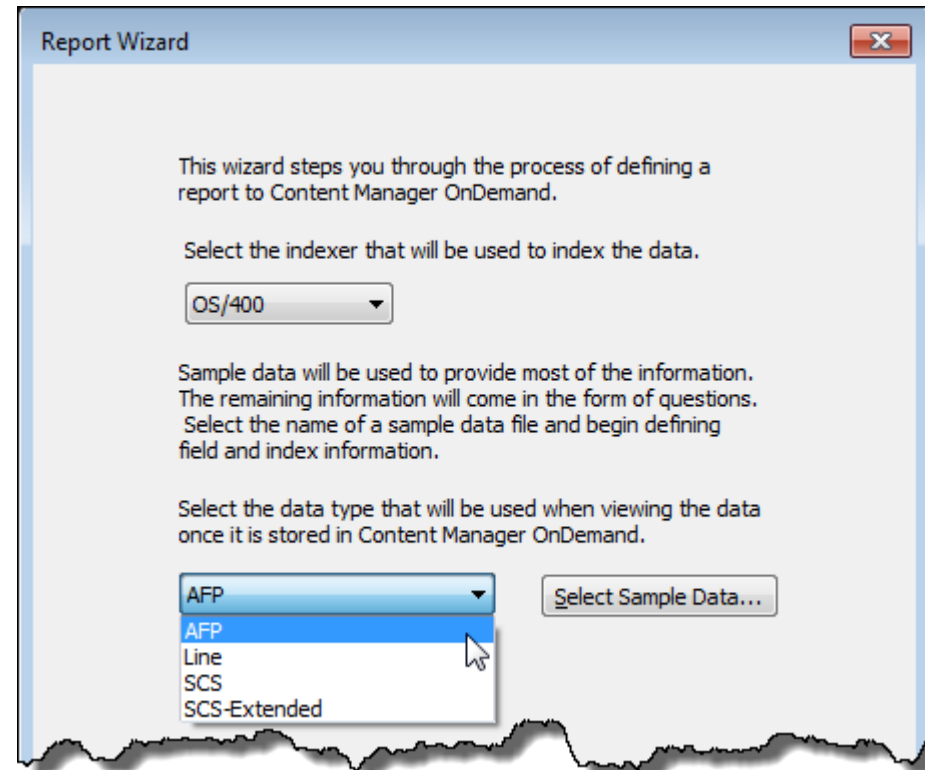 Report Wizard
This wizard steps you through the process of defining a
report to Content Manager OnDemand.
Select the indexer that will be used to index the data.
OS/400
Sample data will be used to provide most of the information.
The remaining information will come in the form of questions.
Select the name of a sample data file and begin defining
field and index information.
Select the data type that will be used when viewing the data
once it is stored in Content Manager OnDemand.
AFP
Select Sample Data...
AFP
Line
SCS
SCS-Extended